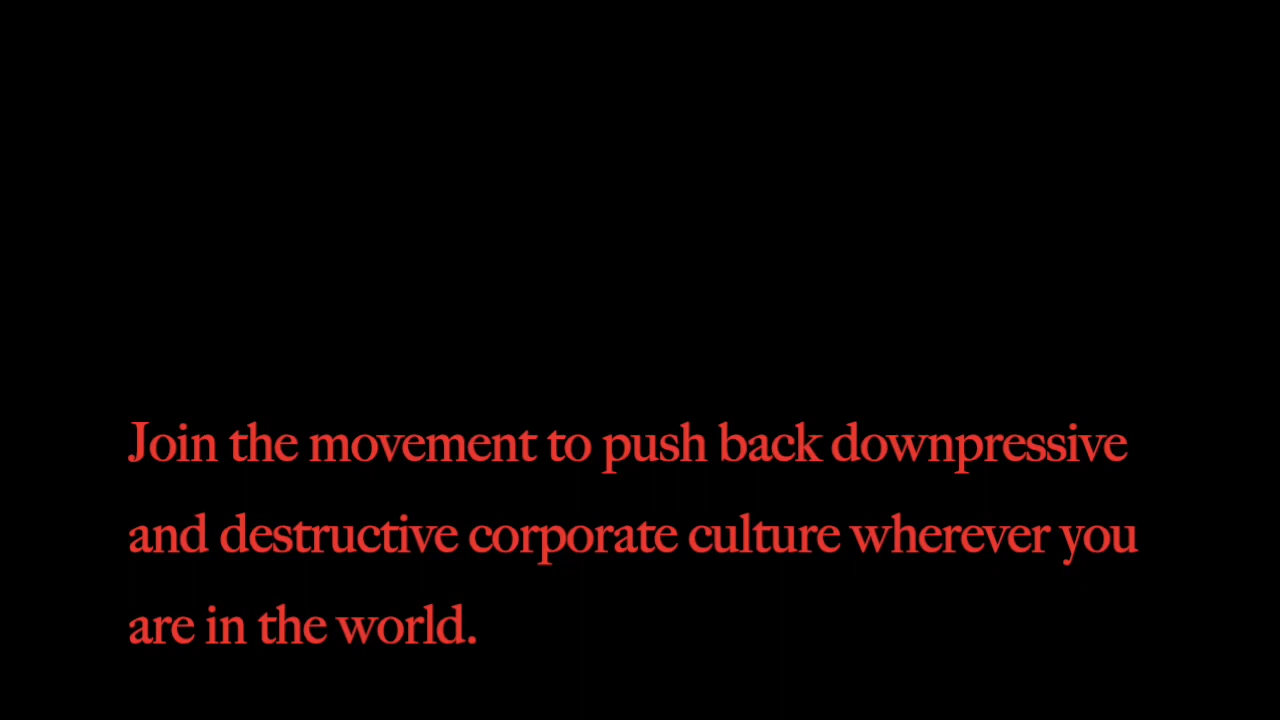 Join the movement to push back downpressive
and destructive corporate culture wherever you
are in the world.